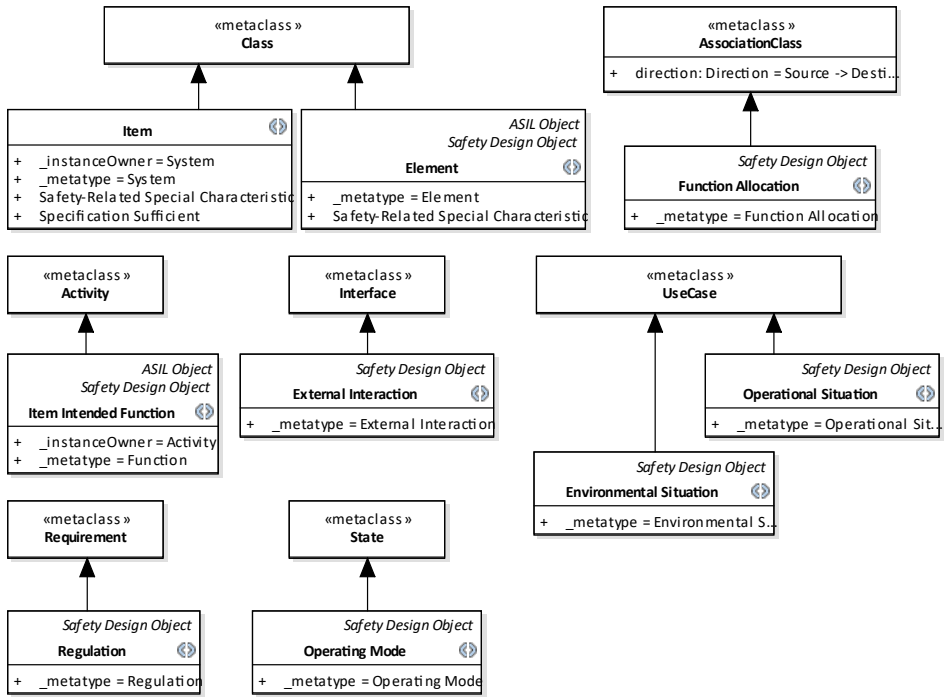 «metaclass»
Class
«metaclass»
AssociationClass
+ direction: Direction = Source -> Desti...
Item
+ _instanceOwner = System
+ _metatype = System
+ Safety-Related Special Characteristic
+ Specification Sufficient
ASIL Object
Safety Design Object
Element
+ _metatype = Element
+ Safety-Related Special Characteristic
Safety Design Object
Function Allocation
+ _metatype = Function Allocation
«metaclass»
Activity
«metaclass»
Interface
«metaclass»
UseCase
ASIL Object
Safety Design Object
Item Intended Function
+ _instanceOwner = Activity
+ _metatype = Function
Safety Design Object
External Interaction
+ _metatype = External Interaction
Safety Design Object
Operational Situation
+ _metatype = Operational Sit...
Safety Design Object
Environmental Situation
+ _metatype = Environmental S...
«metaclass»
Requirement
«metaclass»
State
Safety Design Object
Regulation
+ _metatype = Regulation
Safety Design Object
Operating Mode
+ _metatype = Operating Mode